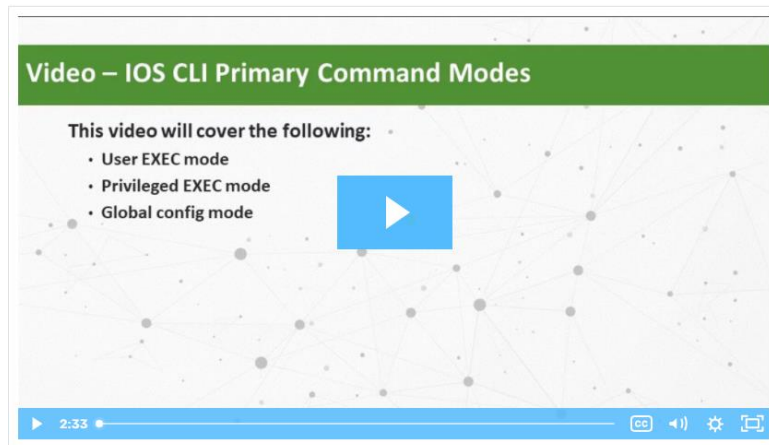 Video – IOS CLI Primary Command Modes
This video will cover the following:
• User EXEC mode
• Privileged EXEC mode
• Global config mode
2:33
CC